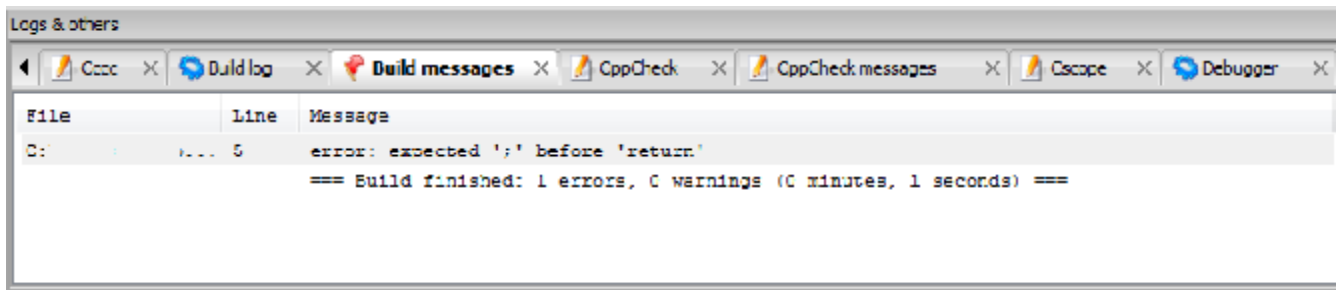 Logs & others
Cccc Build log Build messages CppCheck CppCheck messages Cscope Debugger
File Line Message
C: ... 5 error: expected ';' before 'return'
=== Build finished: 1 errors, 0 warnings (0 minutes, 1 seconds) ===